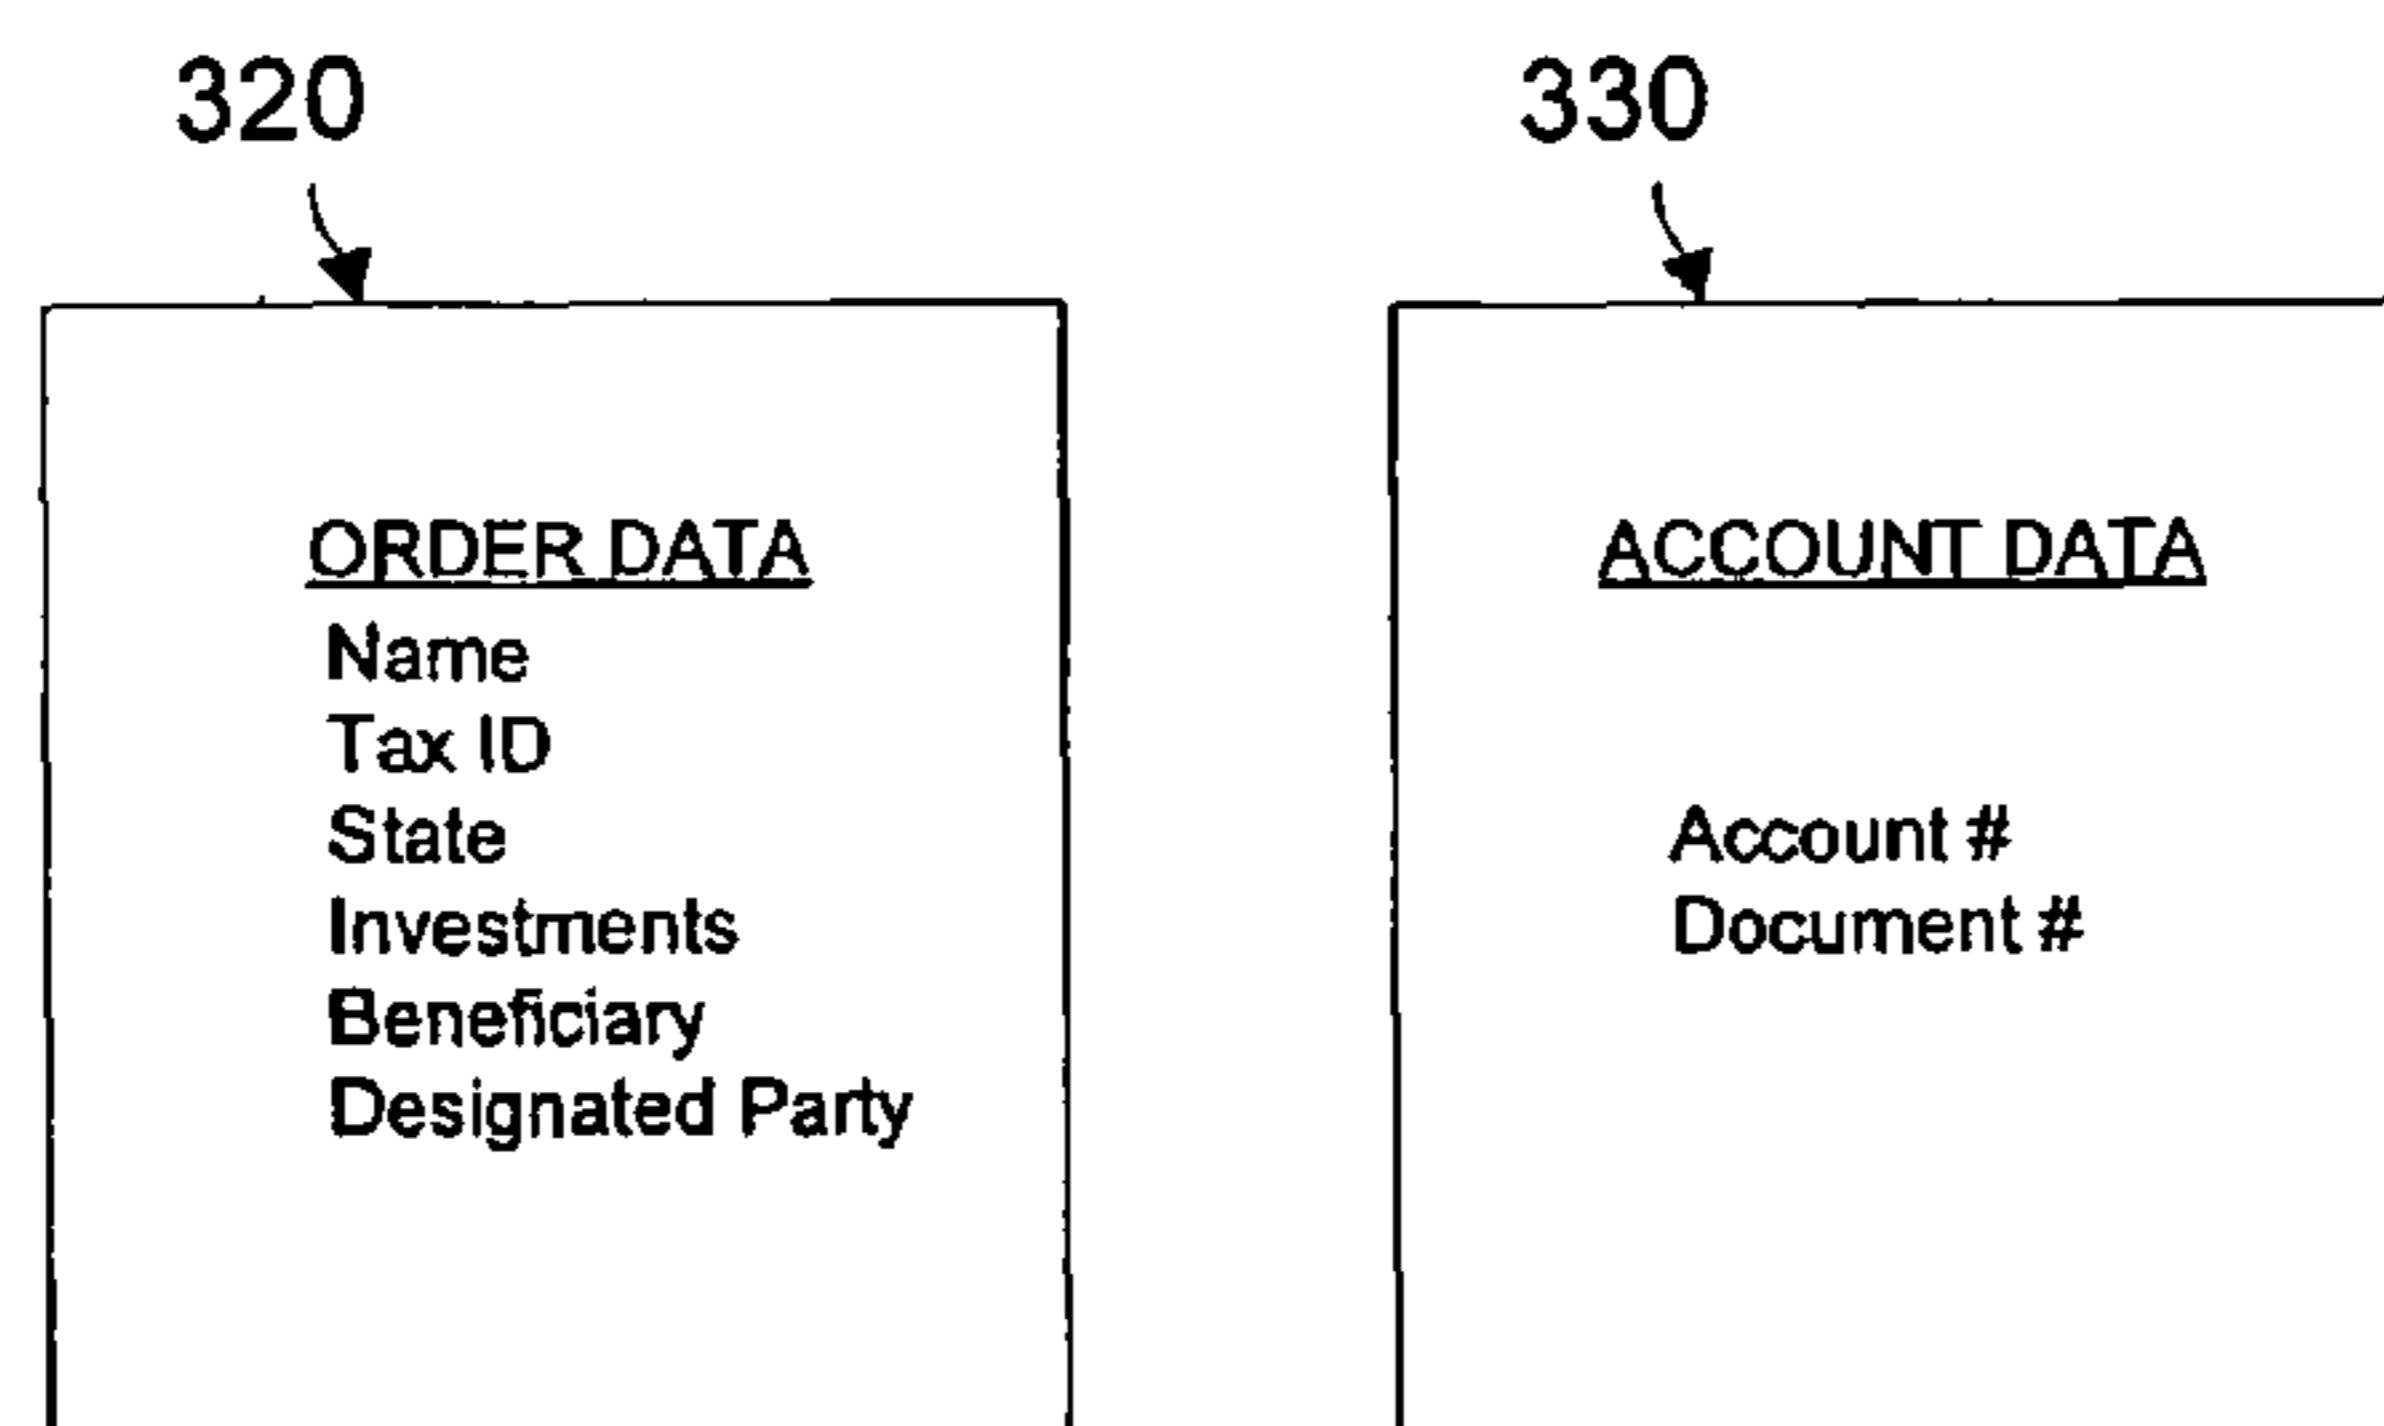 320
330
ORDER DATA
Name
Tax ID
State
Investments
Beneficiary
Designated Party
ACCOUNT DATA
Account #
Document #